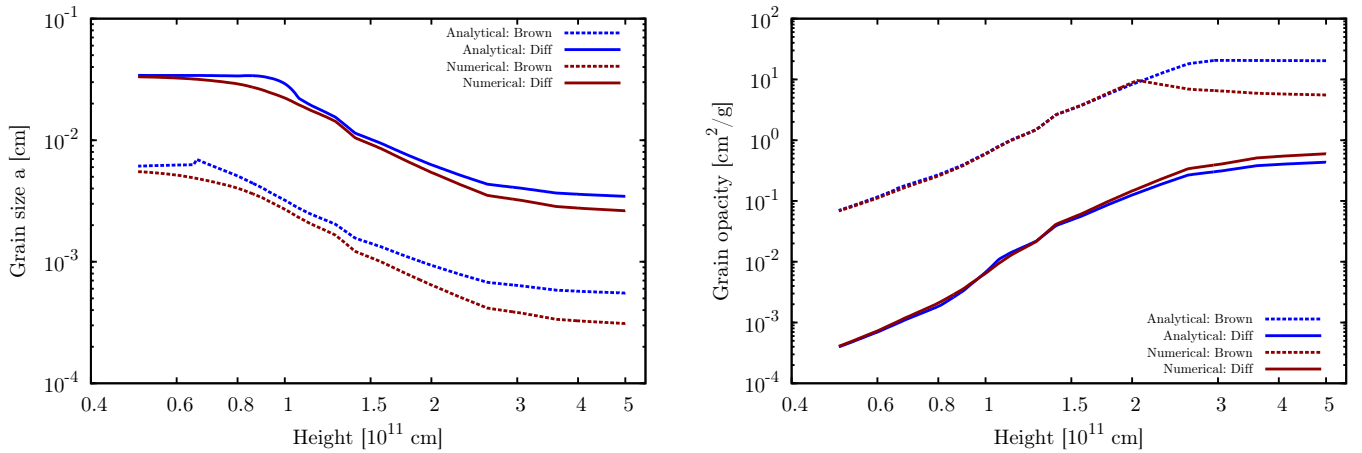 10^-1
10^-2
10^-3
10^-4
Grain size a [cm]
Analytical: Brown
Analytical: Diff
Numerical: Brown
Numerical: Diff
0.4 0.6 0.8 1 1.5 2 3 4 5
Height [10^11 cm]
10^2
10^1
10^0
10^-1
10^-2
10^-3
10^-4
Grain opacity [cm^2/g]
Analytical: Brown
Analytical: Diff
Numerical: Brown
Numerical: Diff
0.4 0.6 0.8 1 1.5 2 3 4 5
Height [10^11 cm]